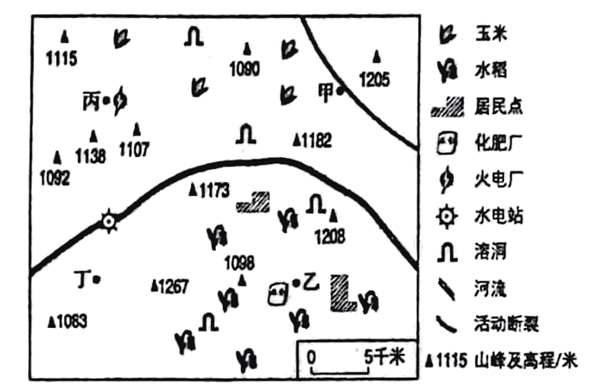 1115
1090
1205
甲
丙
1182
1138
1107
1092
1173
1208
1098
丁
1267
乙
1083
0 5千米
玉米
水稻
居民点
化肥厂
火电厂
水电站
溶洞
河流
活动断裂
1115 山峰及高程/米